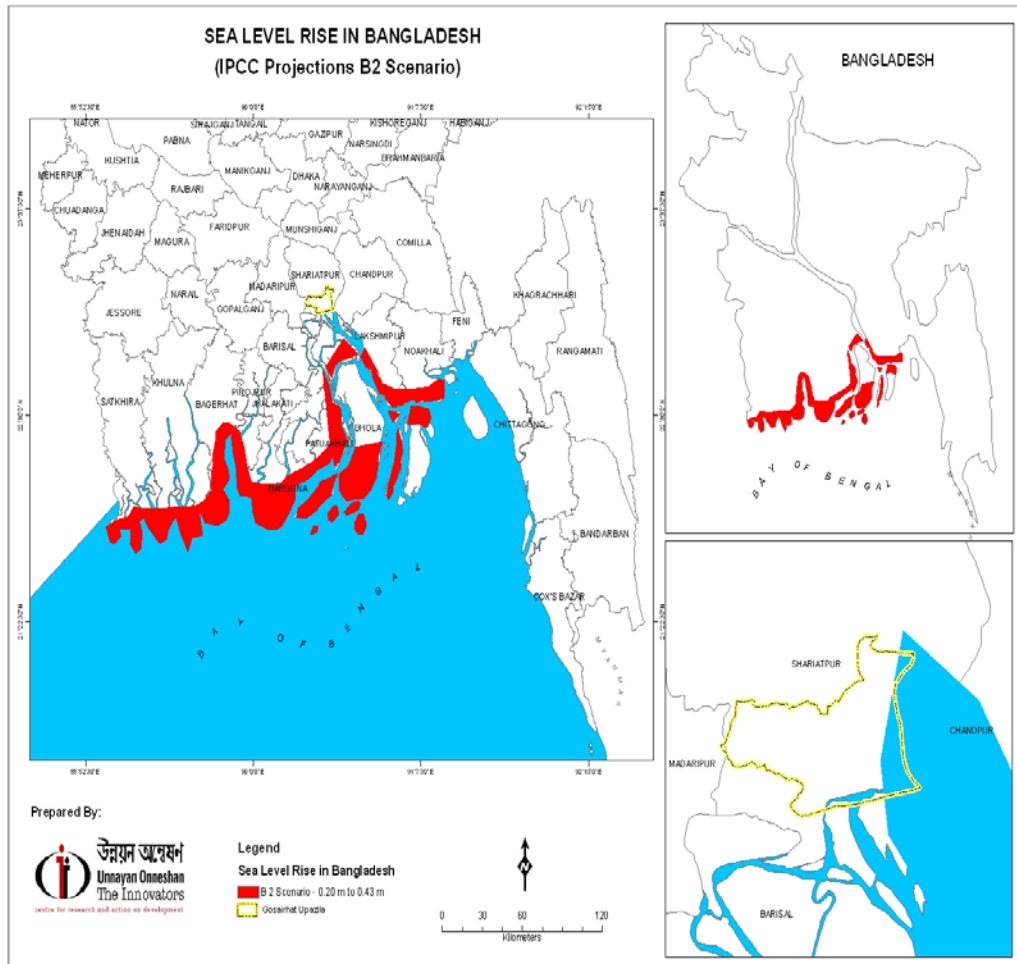 SEA LEVEL RISE IN BANGLADESH
(IPCC Projections B2 Scenario)
NATOR
SIRAJGANJ
TANGAIL
KISHOREGANJ
HABIGANJ
PABNA
GAZIPUR
NARSINGDI
KUSHTIA
BRAHMANBARIA
MEHERPUR
MANIKGANJ
DHAKA
RAJBARI
NARAYANGANJ
CHUADANGA
FARIDPUR
MUNSHIGANJ
JHENAIDAH
MAGURA
COMILLA
SHARIATPUR
CHANDPUR
MADARIPUR
KHAGRACHHARI
NARAIL
GOPALGANJ
JESSORE
FENI
LAKSHMIPUR
BARISAL
NOAKHALI
RANGAMATI
KHULNA
PIROJPUR
SATKHIRA
BAGERHAT
JHALAKATI
CHITTAGONG
BHOLA
PATUAKHALI
BARGUNA
BANDARBAN
COX'S BAZAR
BAY OF BENGAL
MYANMAR
BANGLADESH
BAY OF BENGAL
SHARIATPUR
CHANDPUR
MADARIPUR
BARISAL
Prepared By:
উন্নয়ন অন্বেষণ
Unnayan Onneshan
The Innovators
centre for research and action on development
Legend
Sea Level Rise in Bangladesh
B 2 Scenario - 0.20 m to 0.43 m
Gosairhat Upazila
N
0 30 60 120
Kilometers